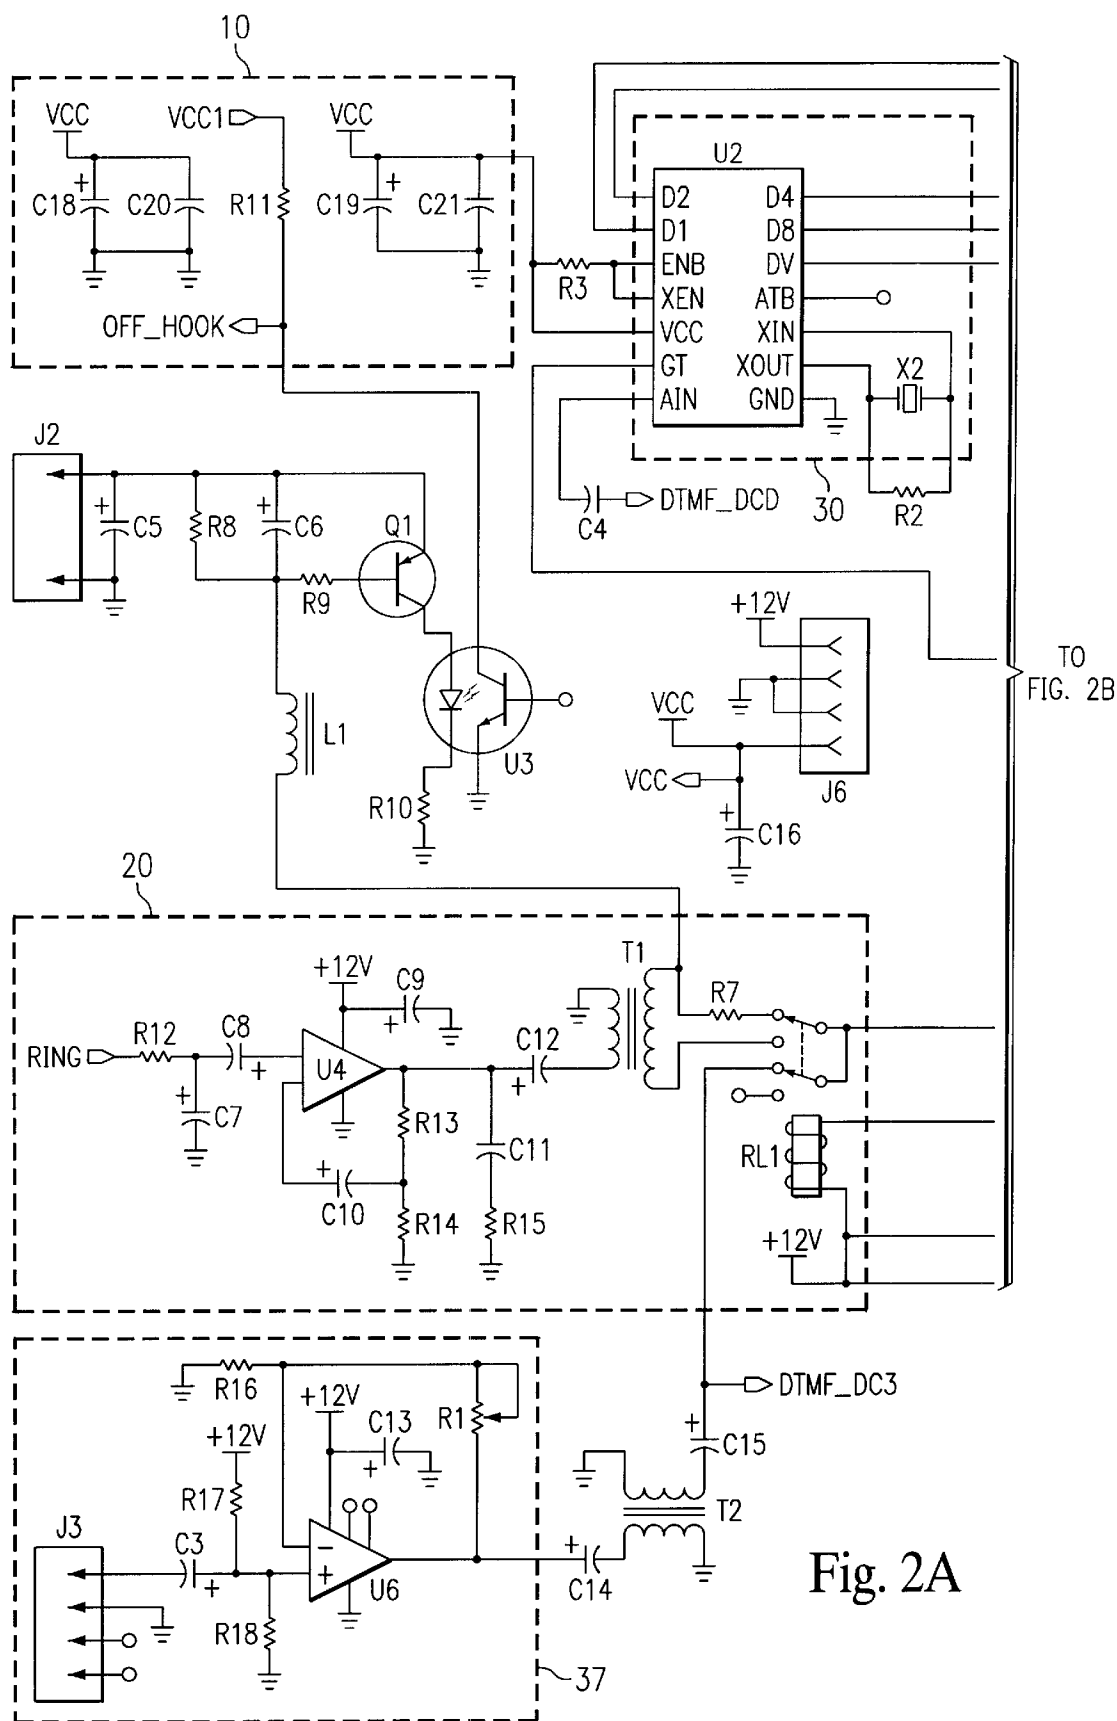 10
VCC
VCC1
VCC
C18
C20
R11
C19
C21
OFF_HOOK
U2
D2
D4
D1
D8
ENB
DV
XEN
ATB
VCC
XIN
GT
XOUT
AIN
GND
R3
X2
R2
30
C4
DTMF_DCD
J2
C5
R8
C6
Q1
R9
L1
U3
R10
+12V
VCC
VCC
J6
C16
TO
FIG. 2B
20
+12V
C9
T1
R7
RING
R12
C8
U4
C12
C7
R13
C11
C10
R14
R15
RL1
+12V
R16
+12V
R1
C13
+12V
R17
J3
C3
U6
R18
37
DTMF_DC3
C15
T2
C14
Fig. 2A